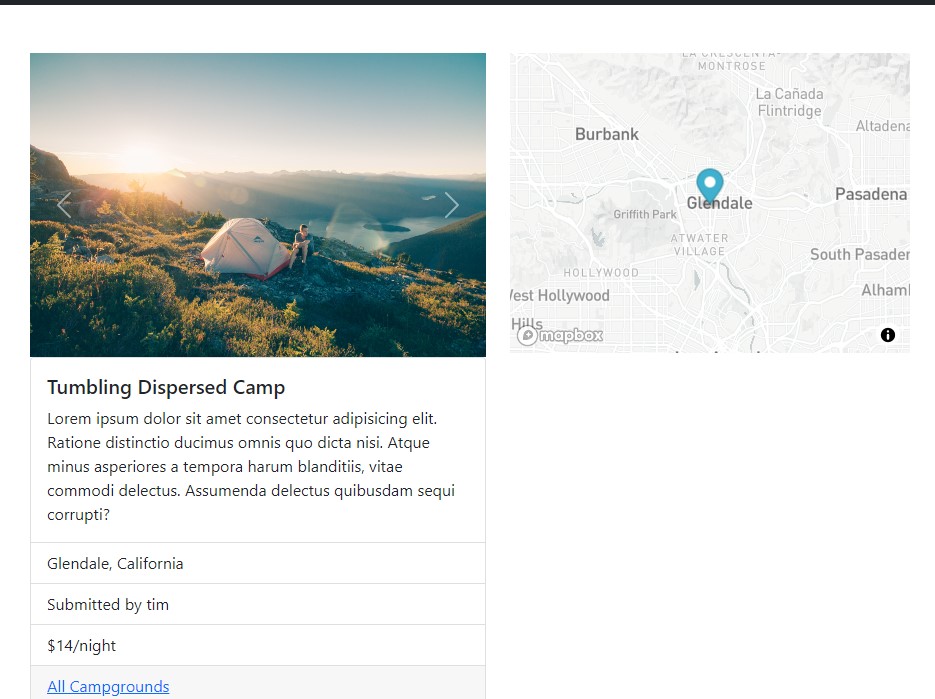 LA CRESCENTA-
MONTROSE
La Cañada
Flintridge
Altadena
Burbank
Pasadena
Glendale
Griffith Park
ATWATER
VILLAGE
South Pasaden
HOLLYWOOD
West Hollywood
Alham
Hills
mapbox
Tumbling Dispersed Camp
Lorem ipsum dolor sit amet consectetur adipisicing elit.
Ratione distinctio ducimus omnis quo dicta nisi. Atque
minus asperiores a tempora harum blanditiis, vitae
commodi delectus. Assumenda delectus quibusdam sequi
corrupti?
Glendale, California
Submitted by tim
$14/night
All Campgrounds